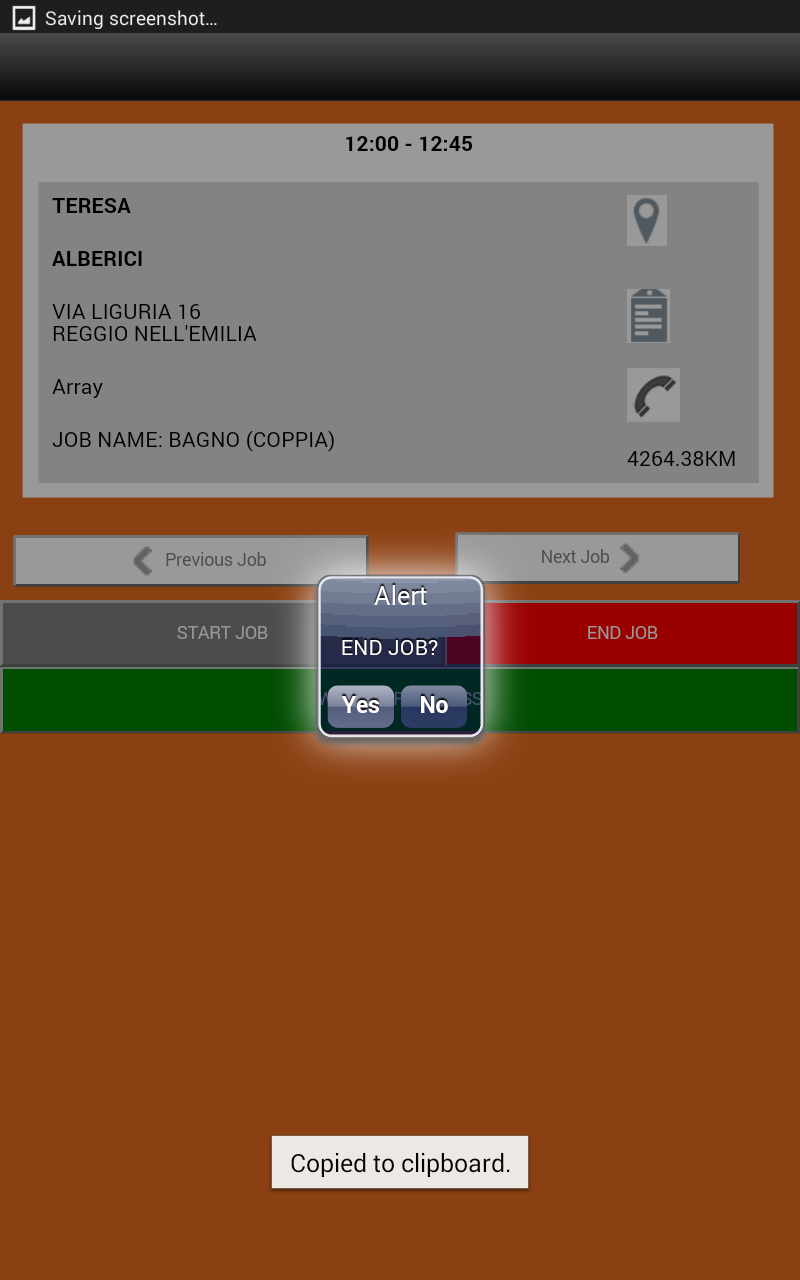 Saving screenshot...
12:00 - 12:45
TERESA
ALBERICI
VIA LIGURIA 16
REGGIO NELL'EMILIA
Array
JOB NAME: BAGNO (COPPIA)
4264.38KM
Previous Job
Next Job
Alert
START JOB
END JOB
END JOB?
Yes
No
Copied to clipboard.